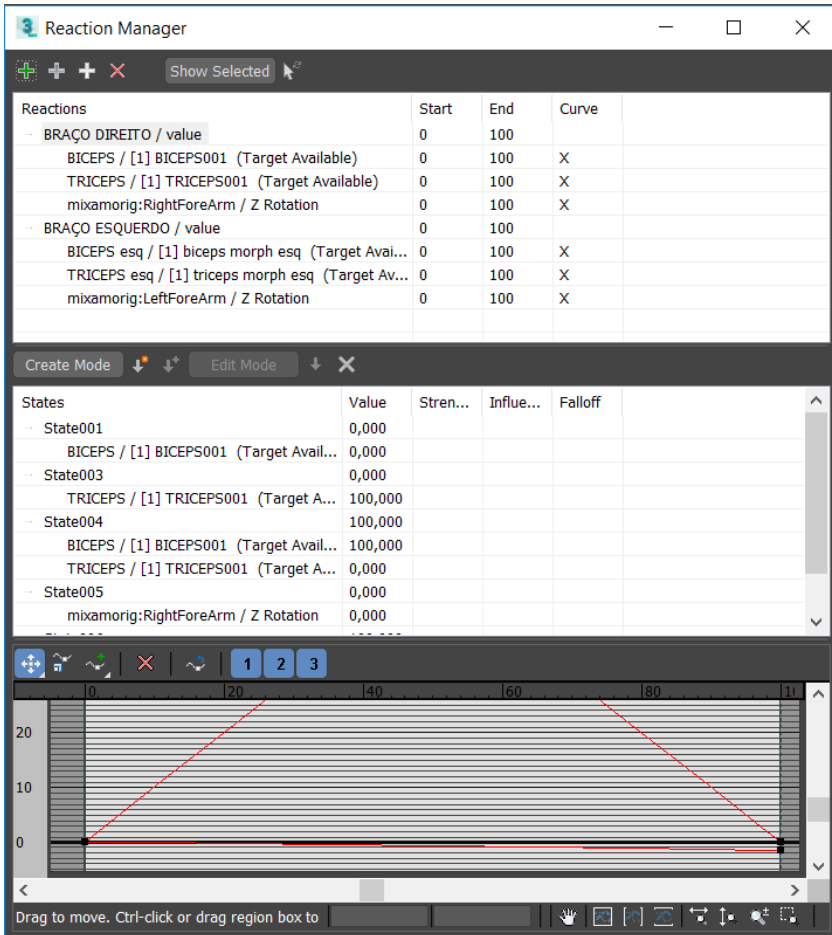 3 Reaction Manager
Show Selected
Reactions Start End Curve
BRAÇO DIREITO / value 0 100
BICEPS / [1] BICEPS001 (Target Available) 0 100 X
TRICEPS / [1] TRICEPS001 (Target Available) 0 100 X
mixamorig:RightForeArm / Z Rotation 0 100 X
BRAÇO ESQUERDO / value 0 100
BICEPS esq / [1] biceps morph esq (Target Avai... 0 100 X
TRICEPS esq / [1] triceps morph esq (Target Av... 0 100 X
mixamorig:LeftForeArm / Z Rotation 0 100 X
Create Mode Edit Mode
States Value Stren... Influe... Falloff
State001 0,000
BICEPS / [1] BICEPS001 (Target Avail... 0,000
State003 0,000
TRICEPS / [1] TRICEPS001 (Target A... 100,000
State004 100,000
BICEPS / [1] BICEPS001 (Target Avail... 100,000
TRICEPS / [1] TRICEPS001 (Target A... 0,000
State005 0,000
mixamorig:RightForeArm / Z Rotation 0,000
1 2 3
0 20 40 60 80
20
10
0
Drag to move. Ctrl-click or drag region box to